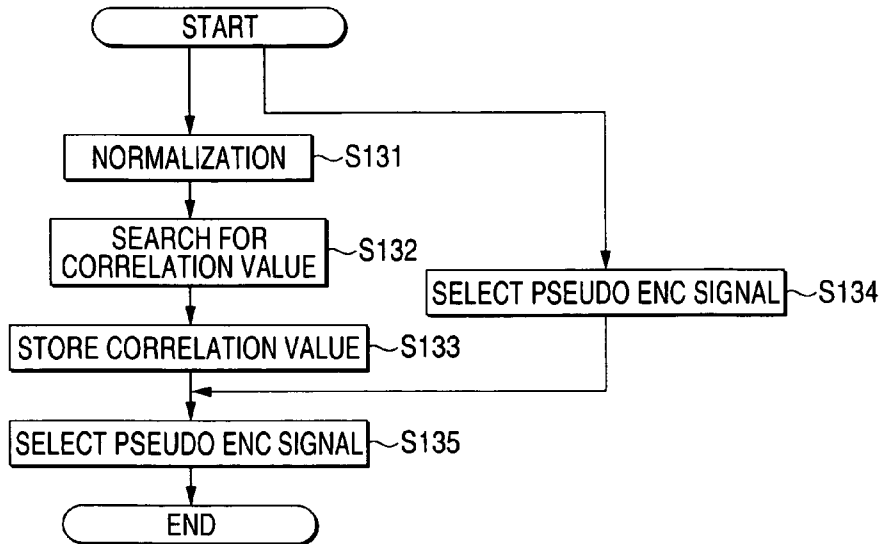 START
NORMALIZATION
S131
SEARCH FOR
CORRELATION VALUE
S132
SELECT PSEUDO ENC SIGNAL
S134
STORE CORRELATION VALUE
S133
SELECT PSEUDO ENC SIGNAL
S135
END